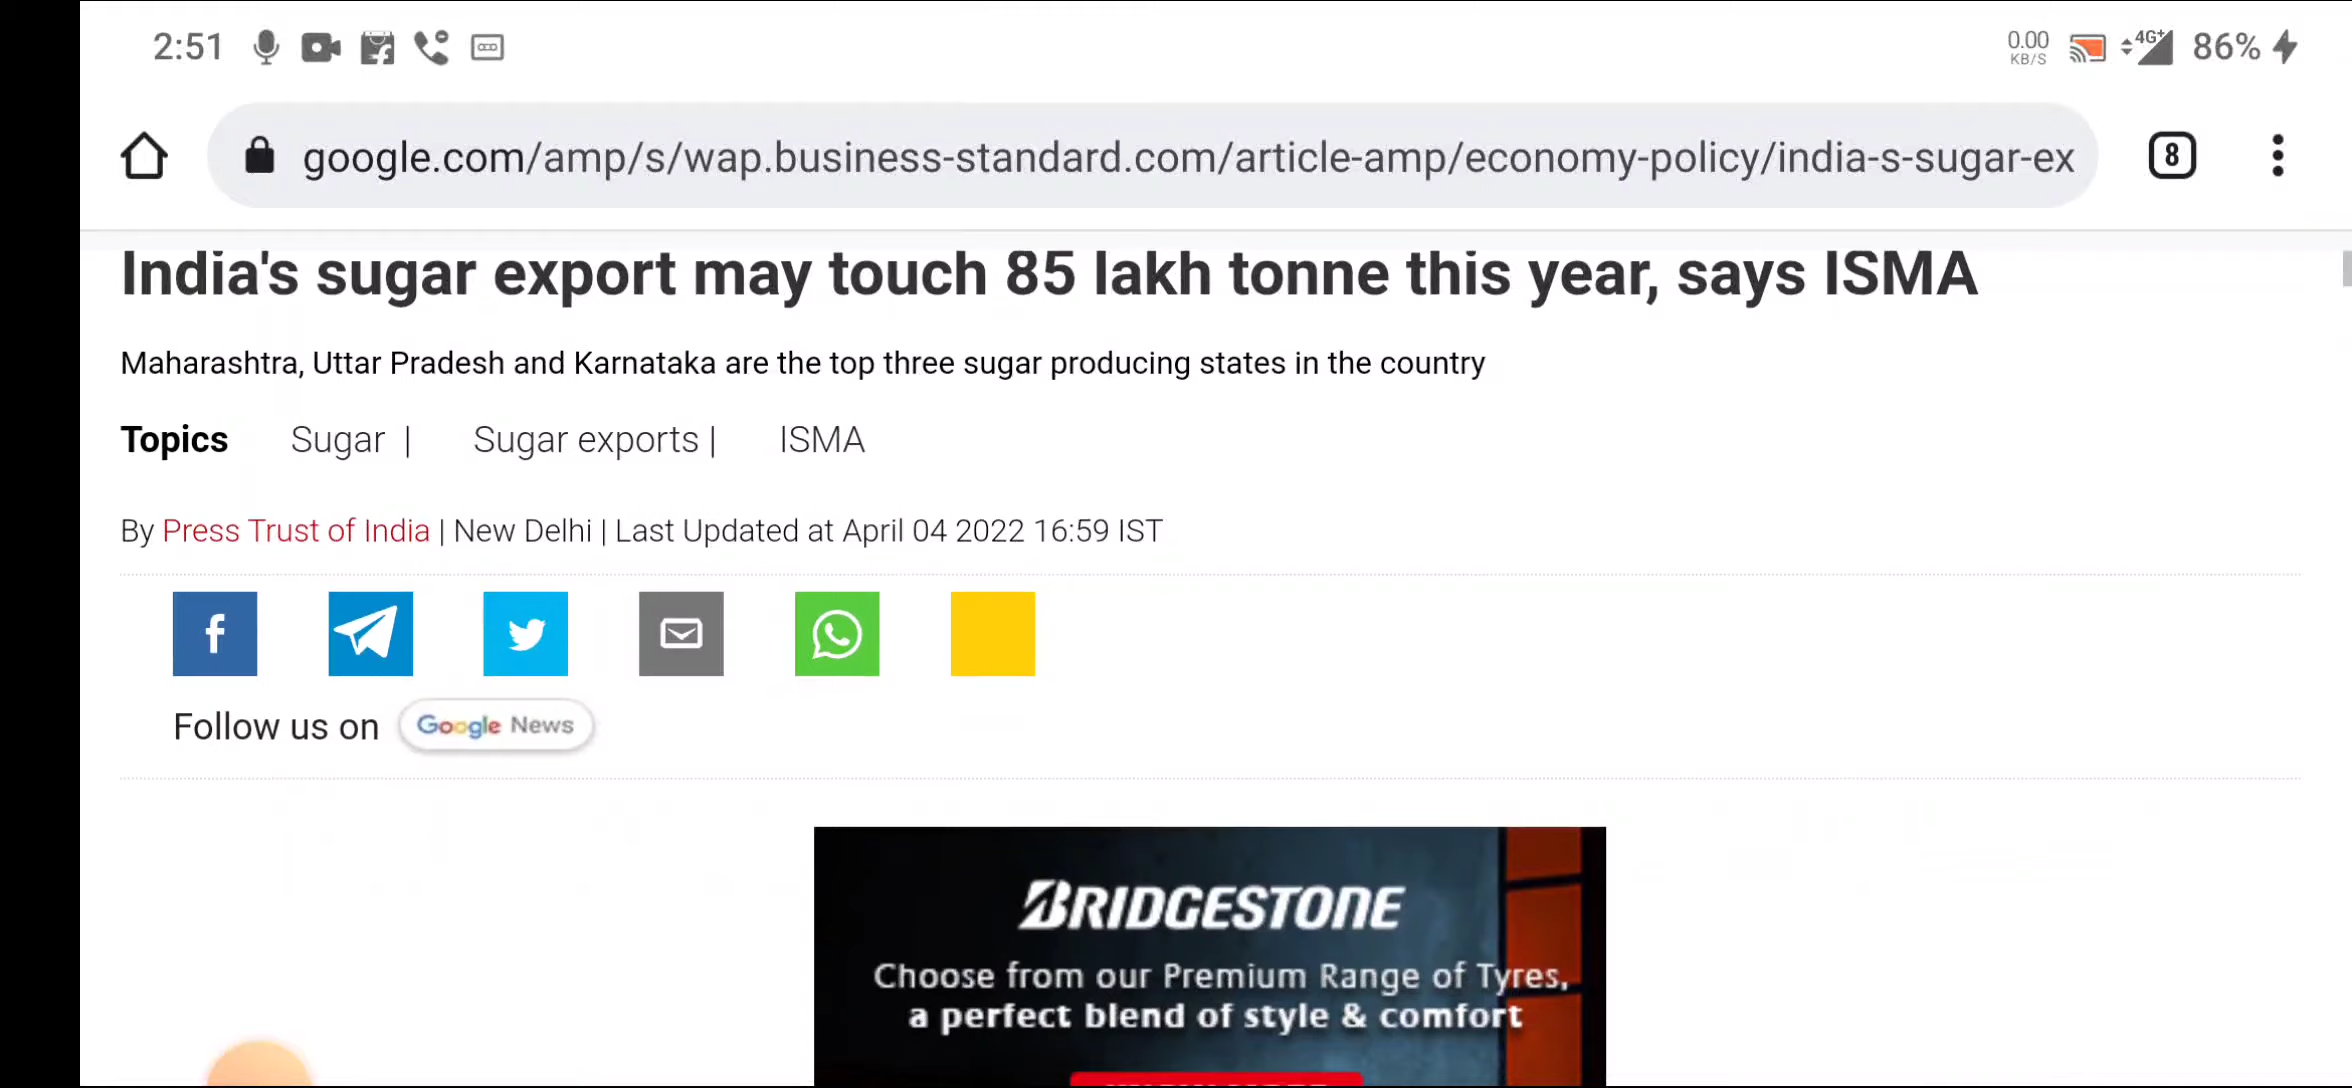 2:51
0.00
KB/S
4G+
86%
google.com/amp/s/wap.business-standard.com/article-amp/economy-policy/india-s-sugar-ex
8
India's sugar export may touch 85 lakh tonne this year, says ISMA
Maharashtra, Uttar Pradesh and Karnataka are the top three sugar producing states in the country
Topics Sugar | Sugar exports | ISMA
By Press Trust of India | New Delhi | Last Updated at April 04 2022 16:59 IST
Follow us on Google News
BRIDGESTONE
Choose from our Premium Range of Tyres,
a perfect blend of style & comfort